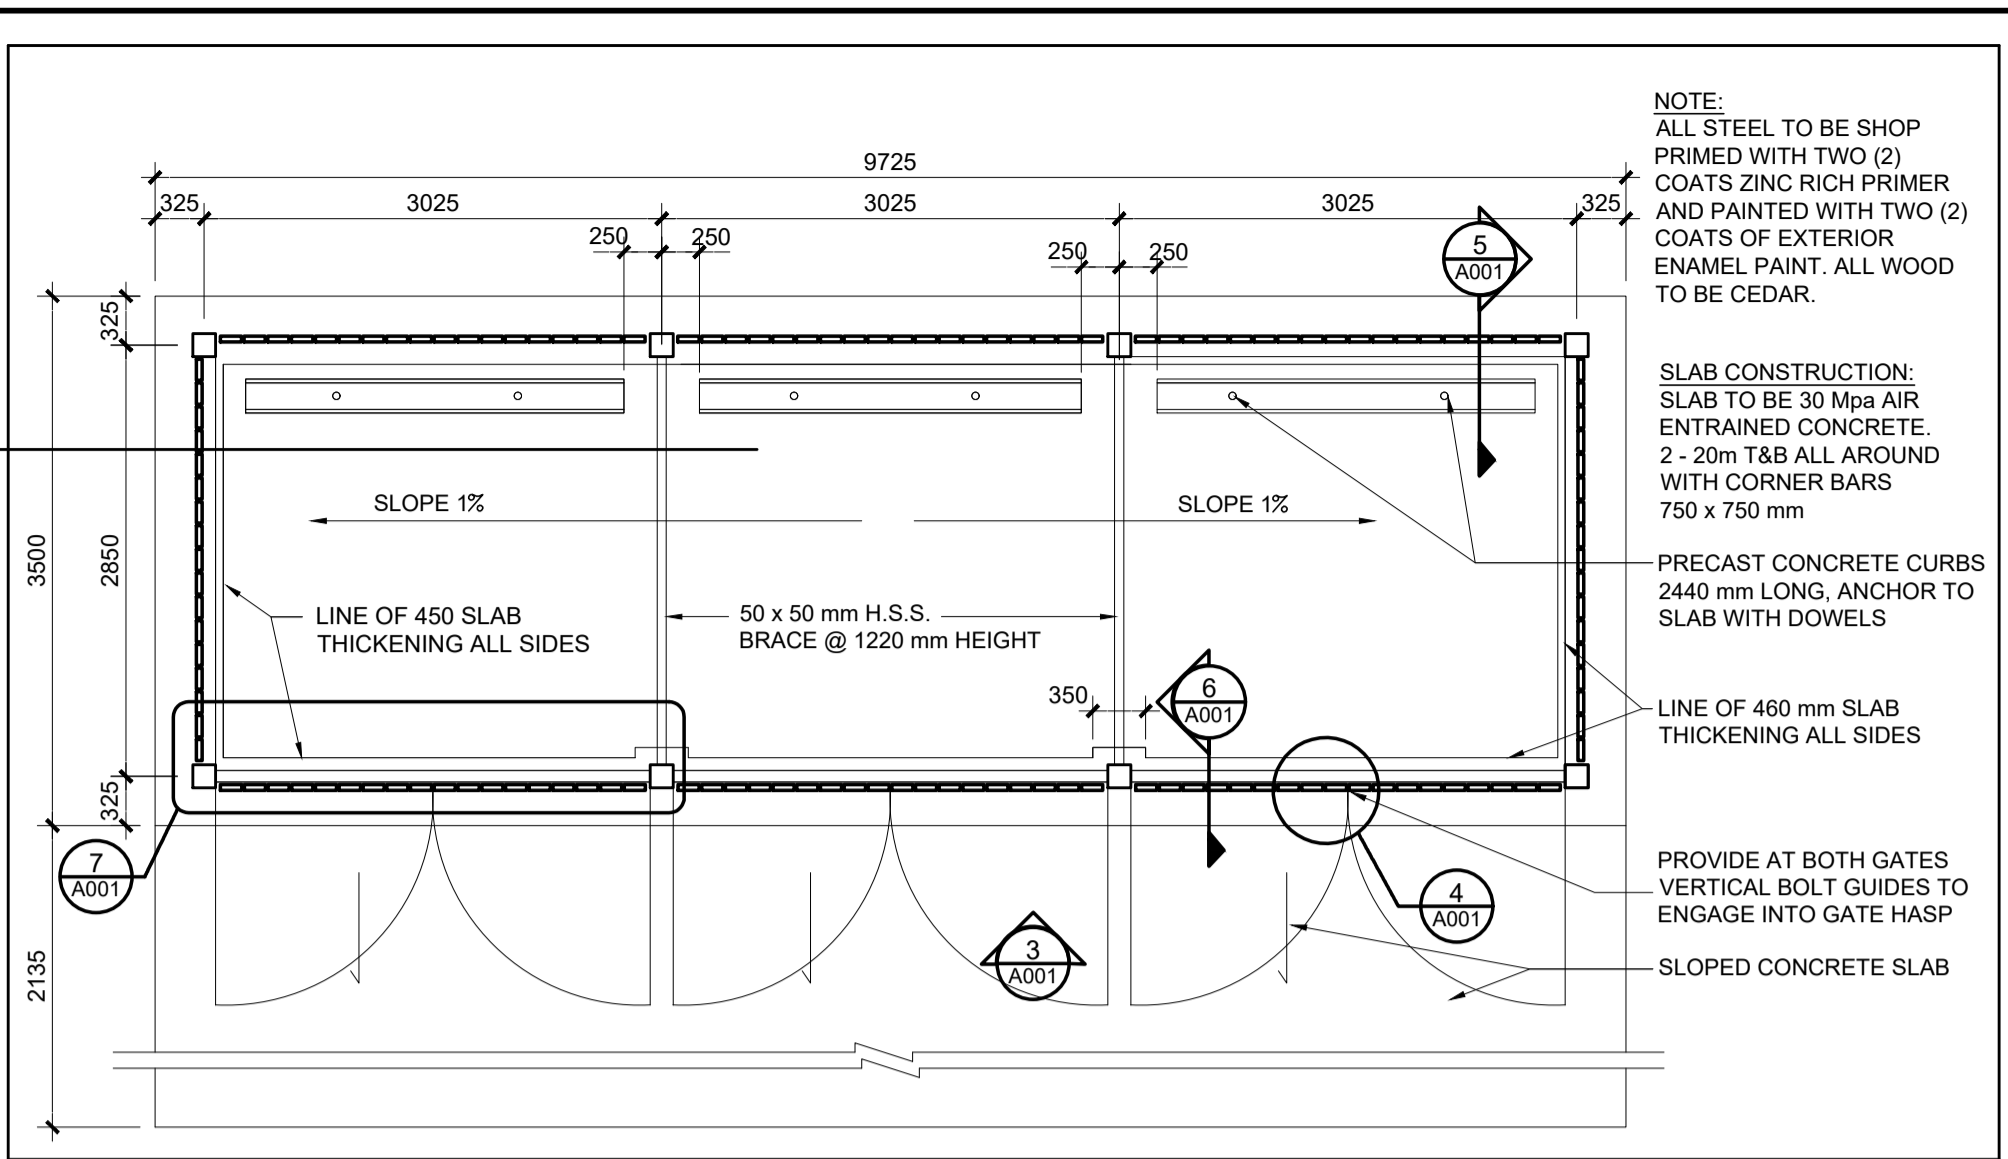 9725
325
3025
3025
3025
325
250
250
250
250
5
A001
325
3500
2850
325
2135
SLOPE 1%
SLOPE 1%
LINE OF 450 SLAB
THICKENING ALL SIDES
50 x 50 mm H.S.S.
BRACE @ 1220 mm HEIGHT
350
6
A001
7
A001
3
A001
4
A001
NOTE:
ALL STEEL TO BE SHOP
PRIMED WITH TWO (2)
COATS ZINC RICH PRIMER
AND PAINTED WITH TWO (2)
COATS OF EXTERIOR
ENAMEL PAINT. ALL WOOD
TO BE CEDAR.
SLAB CONSTRUCTION:
SLAB TO BE 30 Mpa AIR
ENTRAINED CONCRETE.
2 - 20m T&B ALL AROUND
WITH CORNER BARS
750 x 750 mm
PRECAST CONCRETE CURBS
2440 mm LONG, ANCHOR TO
SLAB WITH DOWELS
LINE OF 460 mm SLAB
THICKENING ALL SIDES
PROVIDE AT BOTH GATES
VERTICAL BOLT GUIDES TO
ENGAGE INTO GATE HASP
SLOPED CONCRETE SLAB